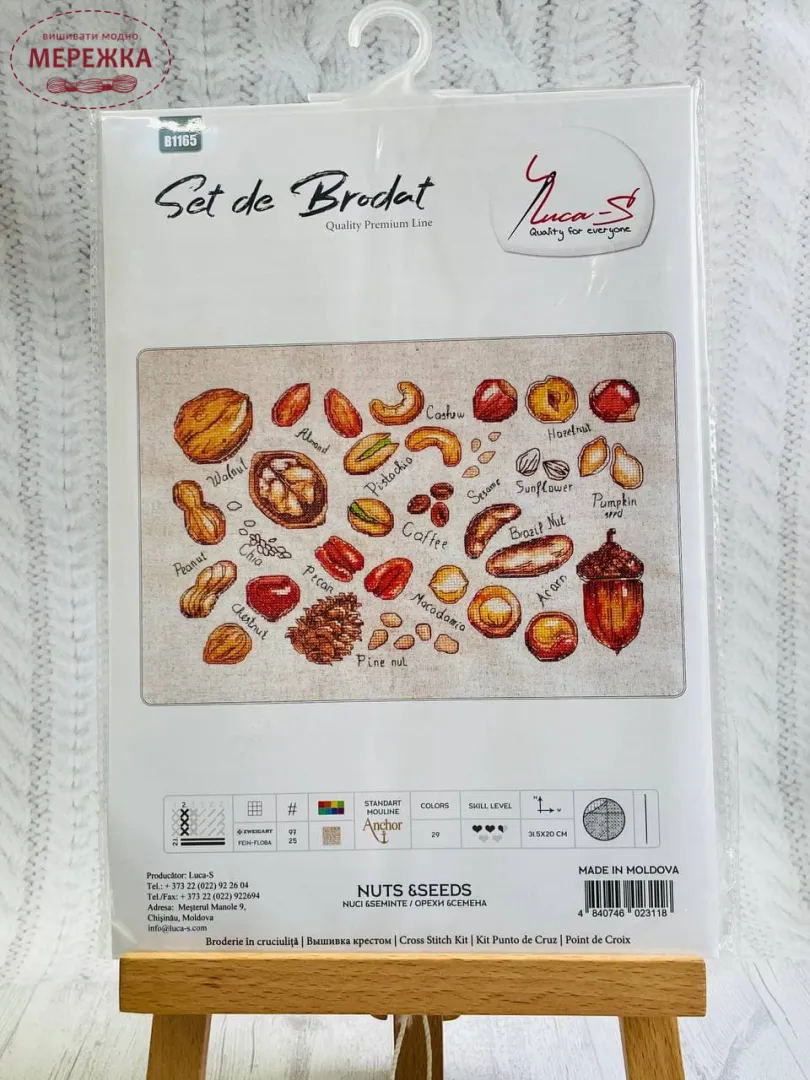 вишивати модно
МЕРЕЖКА
B1165
Set de Brodat
Quality Premium Line
Luca-S
Quality for everyone
Cashew
Almond
Hazelnut
Walnut
Pistachio
Sesame
Sunflower
Pumpkin
seed
Coffee
Brazil Nut
Peanut
Chia
Pecan
Macadamia
Acorn
Chestnut
Pine nut
ZWEIGART
FEIN-FLOBA
#
97
25
STANDART
MOULINE
Anchor
COLORS
29
SKILL LEVEL
31.5X20 CM
Producător: Luca-S
Tel.: + 373 22 (022) 92 26 04
Tel./Fax: + 373 22 (022) 922694
Adresa: Meșterul Manole 9,
Chișinău, Moldova
info@luca-s.com
NUTS &SEEDS
NUCI &SEMINTE / ОРЕХИ &СЕМЕНА
MADE IN MOLDOVA
4 840746 023118
Broderie în cruciuliță | Вышивка крестом | Cross Stitch Kit | Kit Punto de Cruz | Point de Croix